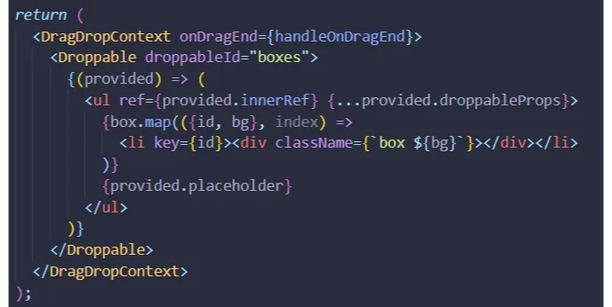 return (
<DragDropContext onDragEnd={handleOnDragEnd}>
<Droppable droppableId="boxes">
{(provided) => (
<ul ref={provided.innerRef} {...provided.droppableProps}>
{box.map(({id, bg}, index) =>
<li key={id}><div className={`box ${bg}`}></div></li>
)}
{provided.placeholder}
</ul>
)}
</Droppable>
</DragDropContext>
);